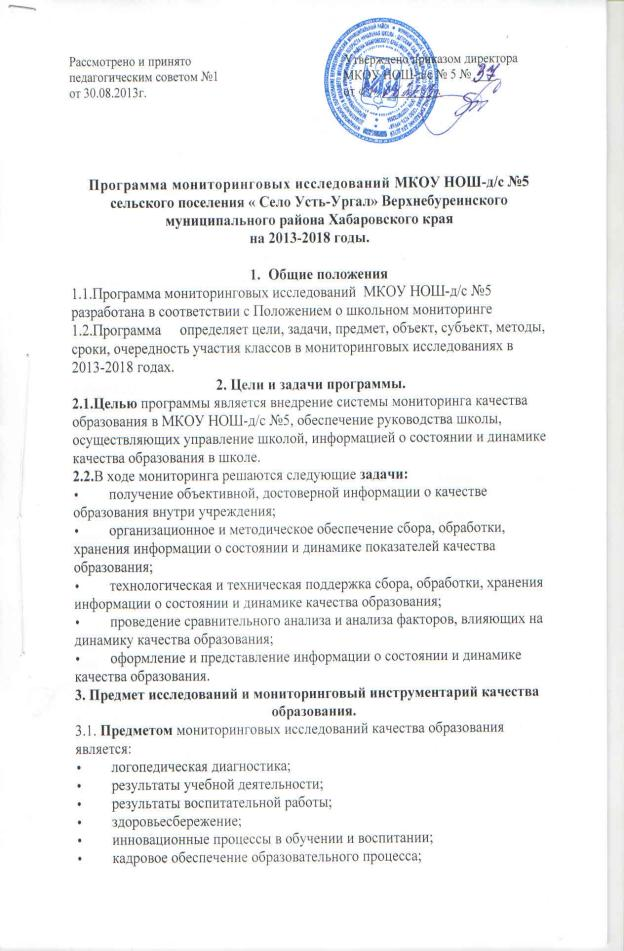 Рассмотрено и принято
педагогическим советом №1
от 30.08.2013г.
Утверждено приказом директора
МКОУ НОШ-д/с № 5 № 37
от
Программа мониторинговых исследований МКОУ НОШ-д/с №5
сельского поселения « Село Усть-Ургал» Верхнебуреинского
муниципального района Хабаровского края
на 2013-2018 годы.
1. Общие положения
1.1.Программа мониторинговых исследований МКОУ НОШ-д/с №5
разработана в соответствии с Положением о школьном мониторинге
1.2.Программа определяет цели, задачи, предмет, объект, субъект, методы,
сроки, очередность участия классов в мониторинговых исследованиях в
2013-2018 годах.
2. Цели и задачи программы.
2.1.Целью программы является внедрение системы мониторинга качества
образования в МКОУ НОШ-д/с №5, обеспечение руководства школы,
осуществляющих управление школой, информацией о состоянии и динамике
качества образования в школе.
2.2.В ходе мониторинга решаются следующие задачи:
• получение объективной, достоверной информации о качестве
образования внутри учреждения;
• организационное и методическое обеспечение сбора, обработки,
хранения информации о состоянии и динамике показателей качества
образования;
• технологическая и техническая поддержка сбора, обработки, хранения
информации о состоянии и динамике качества образования;
• проведение сравнительного анализа и анализа факторов, влияющих на
динамику качества образования;
• оформление и представление информации о состоянии и динамике
качества образования.
3. Предмет исследований и мониторинговый инструментарий качества
образования.
3.1. Предметом мониторинговых исследований качества образования
является:
• логопедическая диагностика;
• результаты учебной деятельности;
• результаты воспитательной работы;
• здоровьесбережение;
• инновационные процессы в обучении и воспитании;
• кадровое обеспечение образовательного процесса;